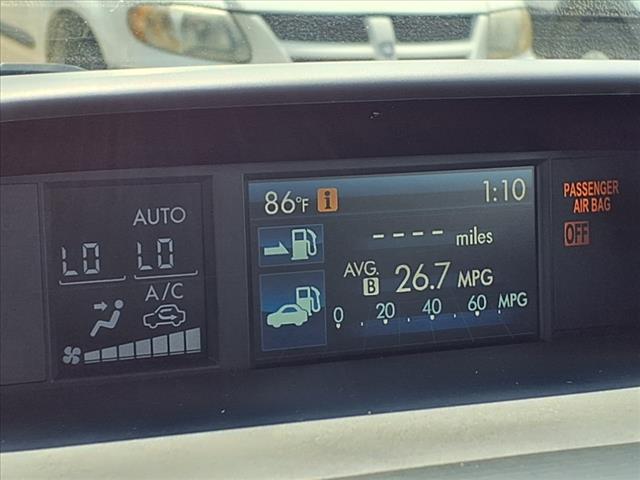 AUTO
LO LO
A/C
86°F i 1:10
---- miles
AVG.
B 26.7 MPG
0 20 40 60 MPG
PASSENGER
AIR BAG
OFF